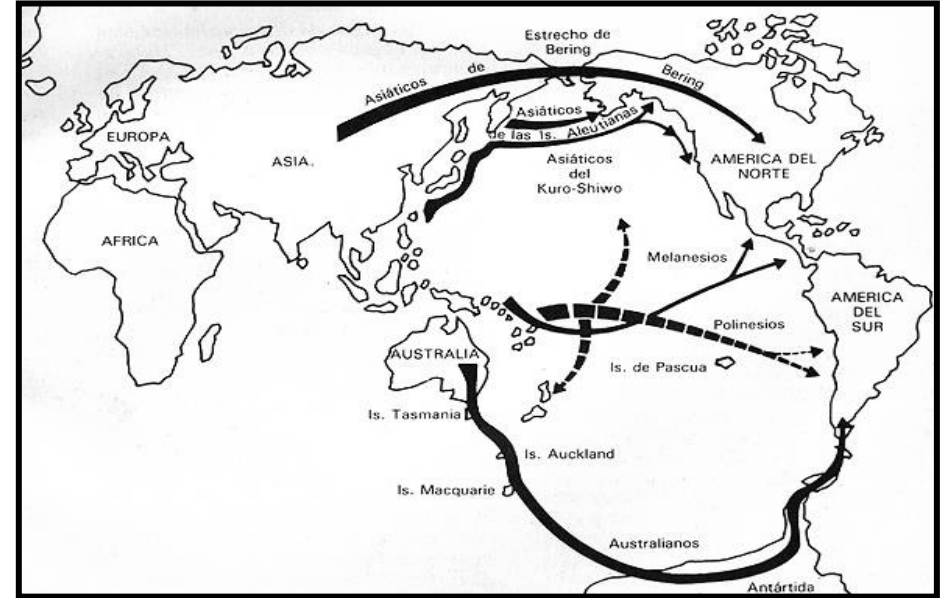 Estrecho de
Bering
Asiáticos de Bering
Asiáticos
de las Is. Aleutianas
EUROPA
ASIA.
Asiáticos
del
Kuro-Shiwo
AMERICA DEL
NORTE
AFRICA
Melanesios
AMERICA
DEL
SUR
Polinesios
AUSTRALIA
Is. de Pascua
Is. Tasmania
Is. Auckland
Is. Macquarie
Australianos
Antártida